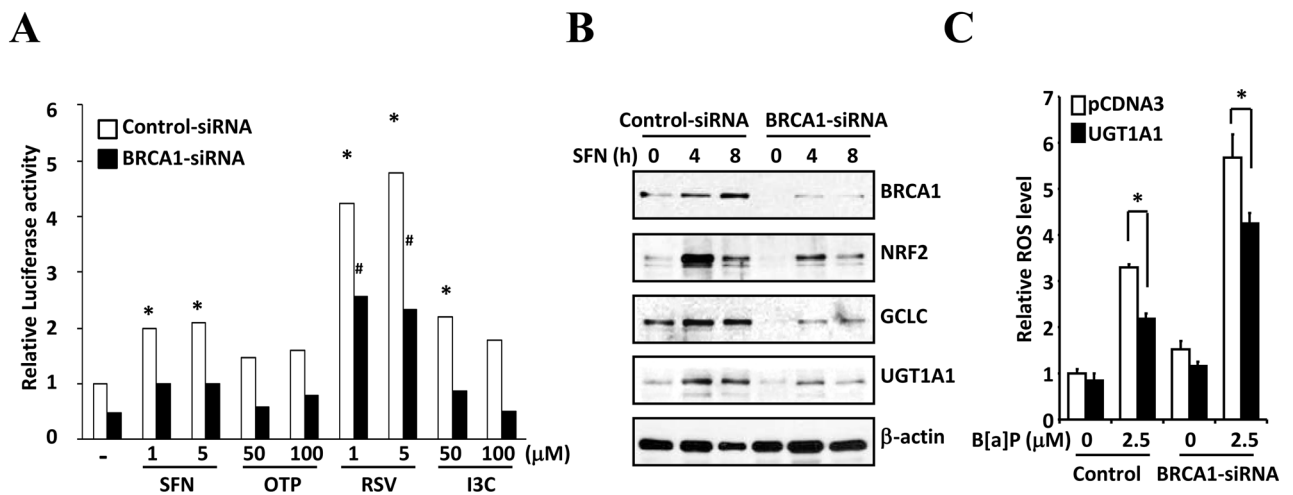 A
B
C
Relative Luciferase activity
6
5
4
3
2
1
0
Control-siRNA
BRCA1-siRNA
* * * * # # *
- 1 5 50 100 1 5 50 100 (μM)
SFN OTP RSV I3C
Control-siRNA BRCA1-siRNA
SFN (h) 0 4 8 0 4 8
BRCA1
NRF2
GCLC
UGT1A1
β-actin
Relative ROS level
7
6
5
4
3
2
1
0
pCDNA3
UGT1A1
* *
B[a]P (μM) 0 2.5 0 2.5
Control BRCA1-siRNA